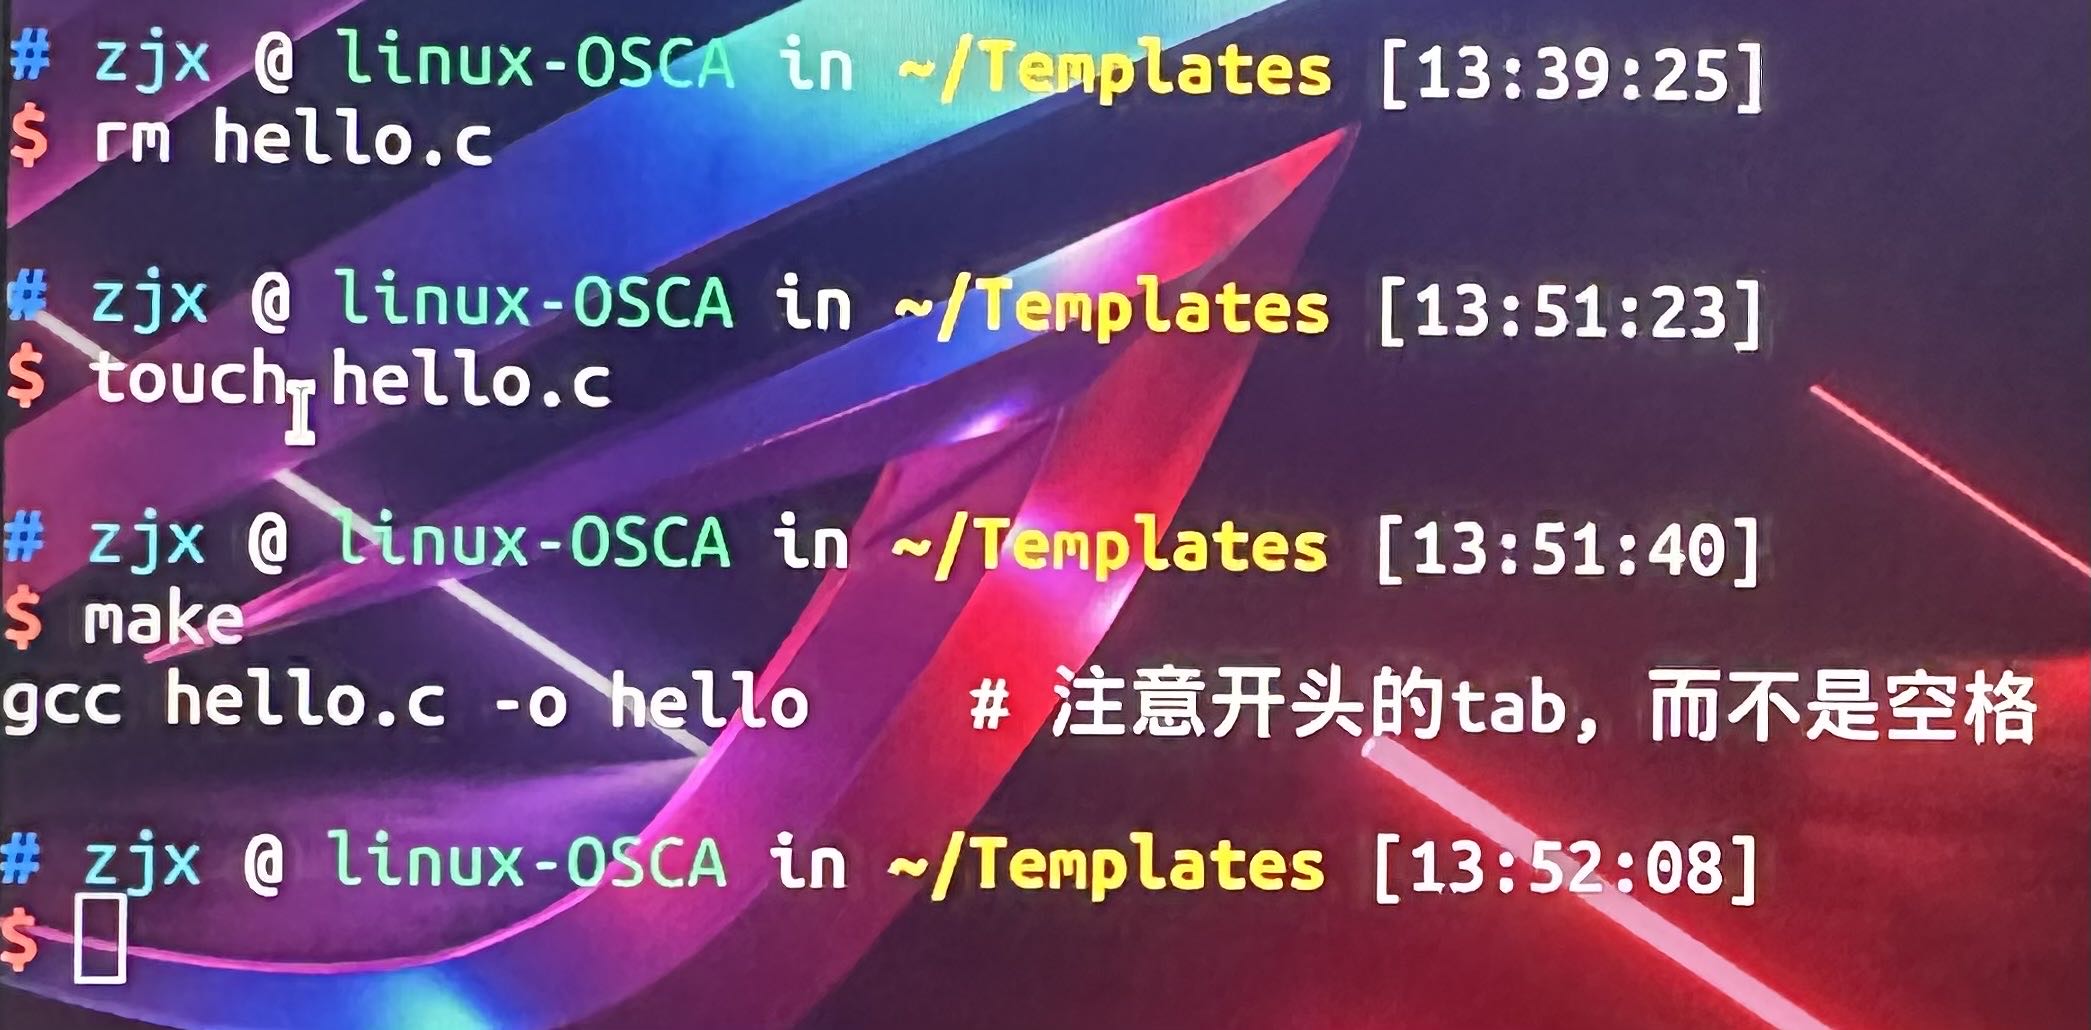 # zjx @ linux-OSCA in ~/Templates [13:39:25]
$ rm hello.c
# zjx @ linux-OSCA in ~/Templates [13:51:23]
$ touch hello.c
# zjx @ linux-OSCA in ~/Templates [13:51:40]
$ make
gcc hello.c -o hello    # 注意开头的tab，而不是空格
# zjx @ linux-OSCA in ~/Templates [13:52:08]
$